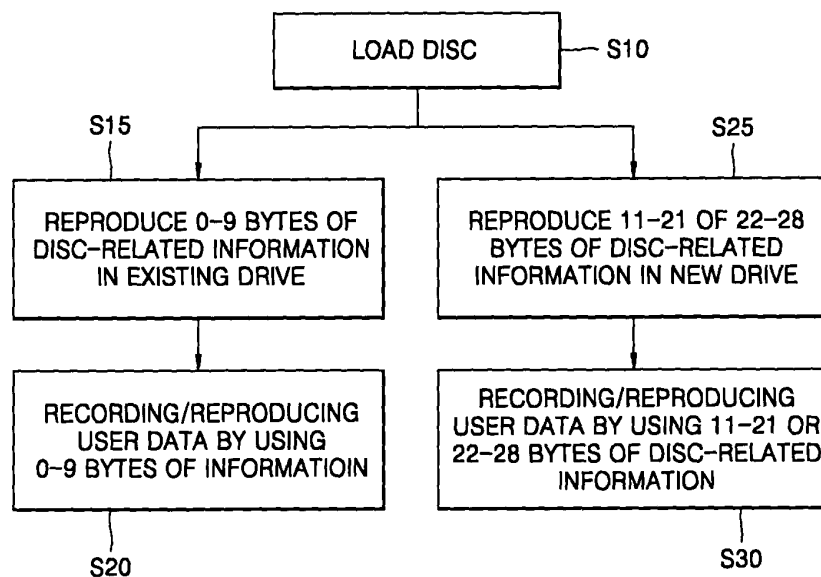 LOAD DISC
S10
S15
REPRODUCE 0-9 BYTES OF
DISC-RELATED INFORMATION
IN EXISTING DRIVE
S25
REPRODUCE 11-21 OF 22-28
BYTES OF DISC-RELATED
INFORMATION IN NEW DRIVE
RECORDING/REPRODUCING
USER DATA BY USING
0-9 BYTES OF INFORMATIOIN
S20
RECORDING/REPRODUCING
USER DATA BY USING 11-21 OR
22-28 BYTES OF DISC-RELATED
INFORMATION
S30